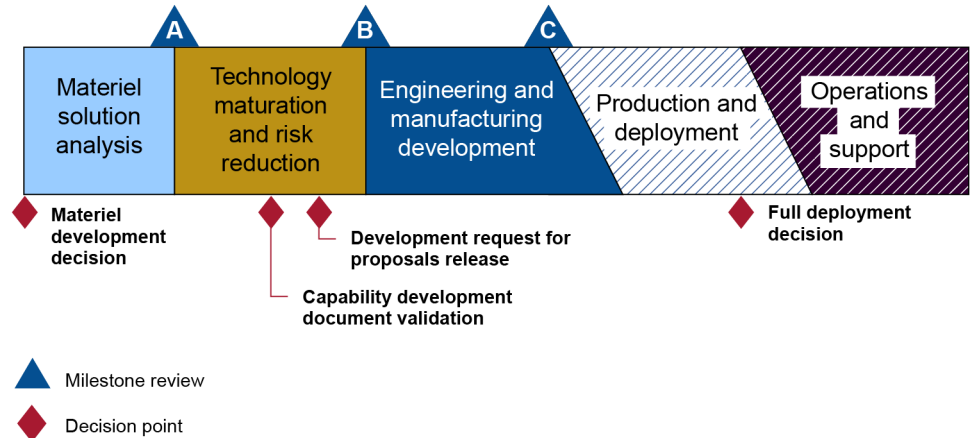 A
B
C
Materiel
solution
analysis
Technology
maturation
and risk
reduction
Engineering and
manufacturing
development
Production and
deployment
Operations
and
support
Materiel
development
decision
Development request for
proposals release
Capability development
document validation
Full deployment
decision
Milestone review
Decision point